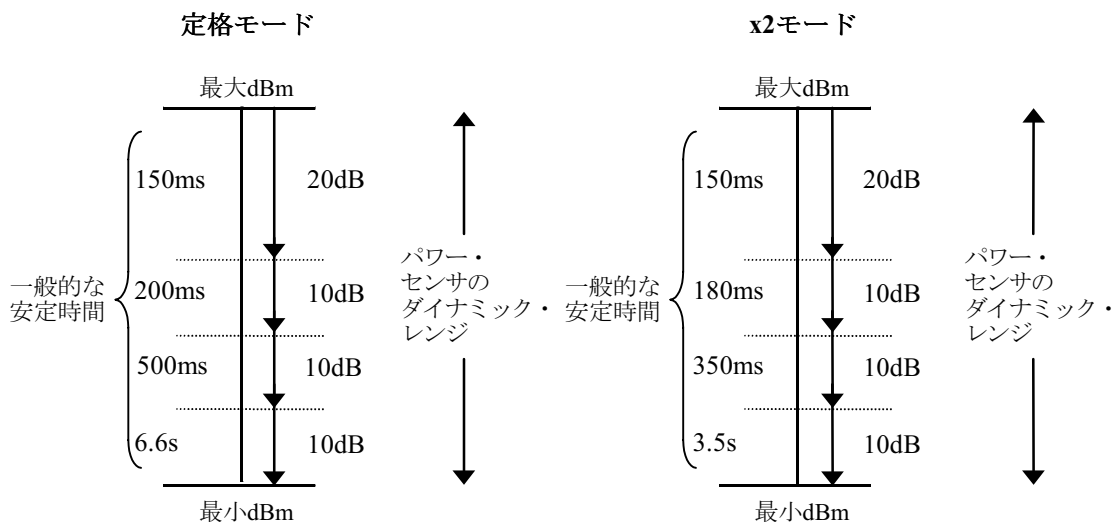 定格モード
最大dBm
150ms
20dB
200ms
10dB
500ms
10dB
6.6s
10dB
一般的な
安定時間
パワー・
センサの
ダイナミック・
レンジ
最小dBm
x2モード
最大dBm
150ms
20dB
180ms
10dB
350ms
10dB
3.5s
10dB
一般的な
安定時間
パワー・
センサの
ダイナミック・
レンジ
最小dBm